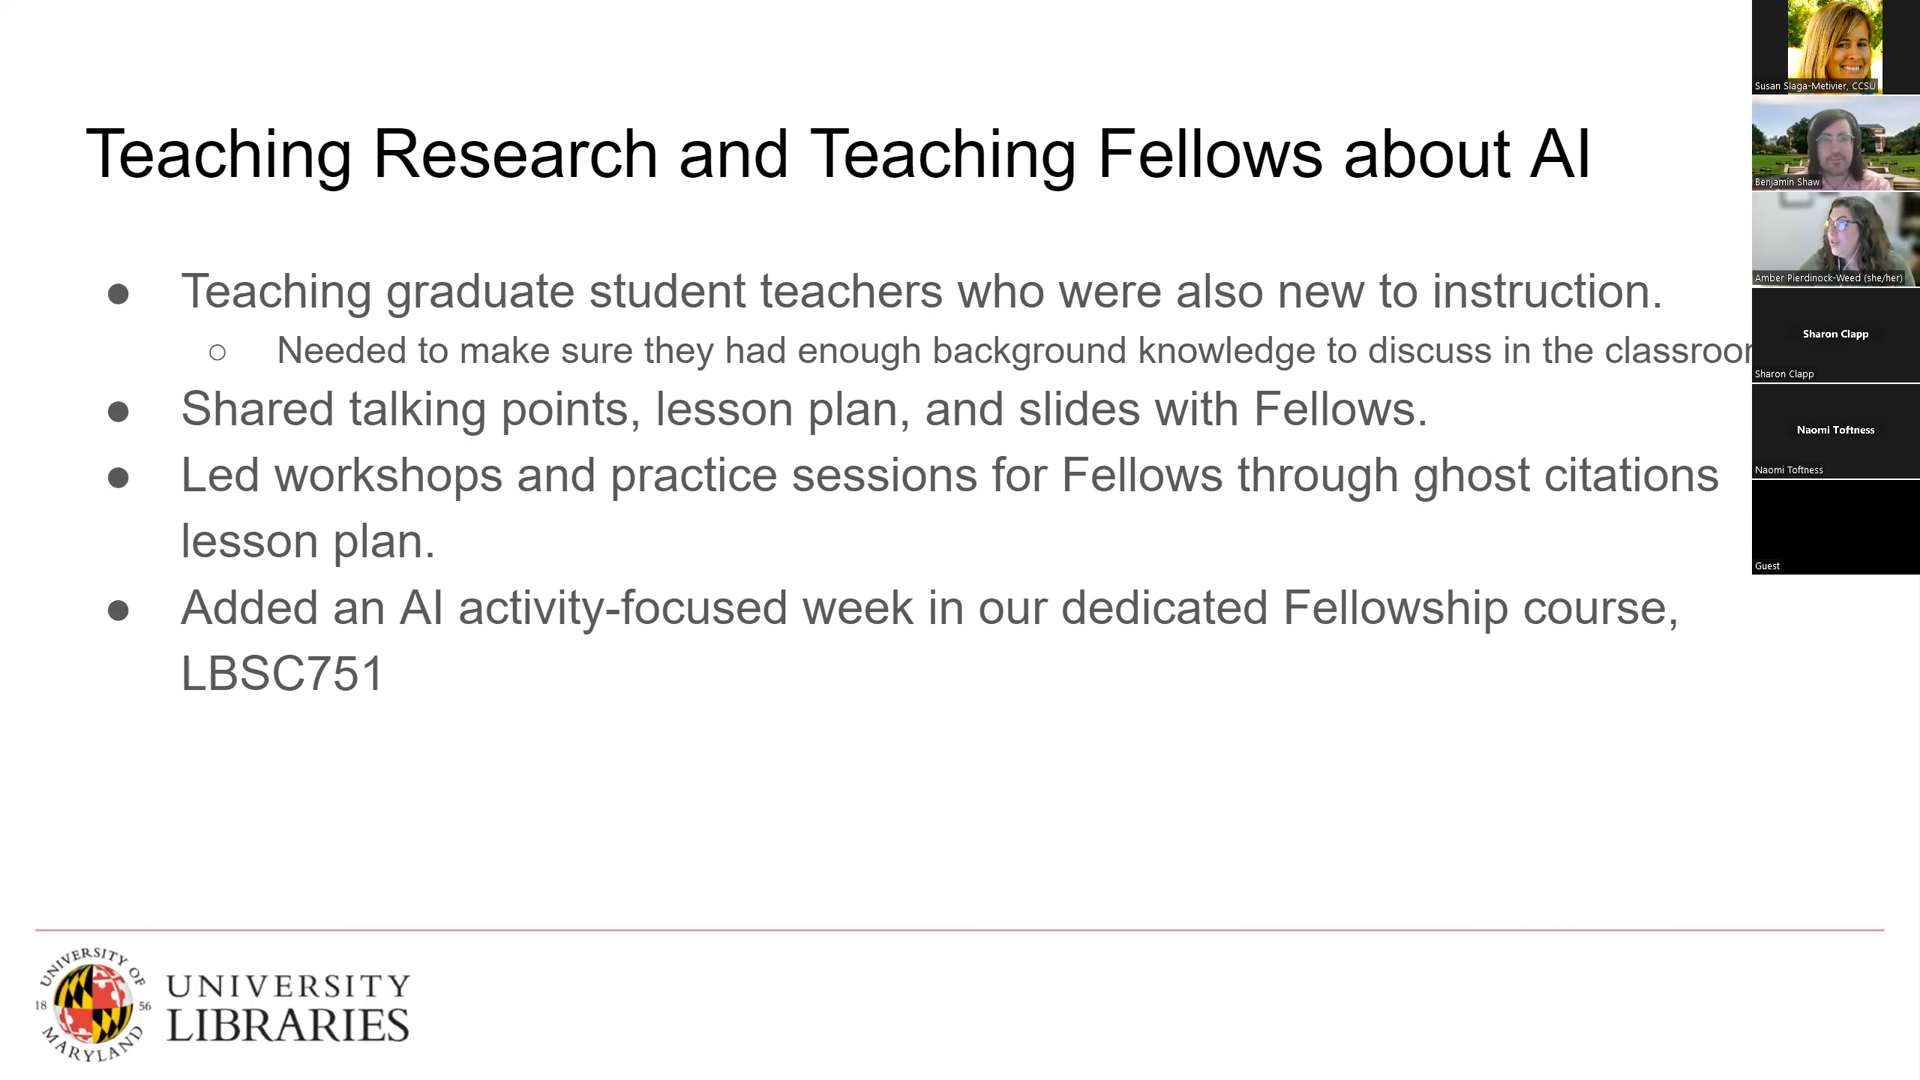 Teaching Research and Teaching Fellows about AI
● Teaching graduate student teachers who were also new to instruction.
○ Needed to make sure they had enough background knowledge to discuss in the classroo
● Shared talking points, lesson plan, and slides with Fellows.
● Led workshops and practice sessions for Fellows through ghost citations
lesson plan.
● Added an AI activity-focused week in our dedicated Fellowship course,
LBSC751
UNIVERSITY OF
18 56
MARYLAND
UNIVERSITY
LIBRARIES
Susan Slaga-Metivier, CCSU
Benjamin Shaw
Amber Pierdinock-Weed (she/her)
Sharon Clapp
Sharon Clapp
Naomi Toftness
Naomi Toftness
Guest